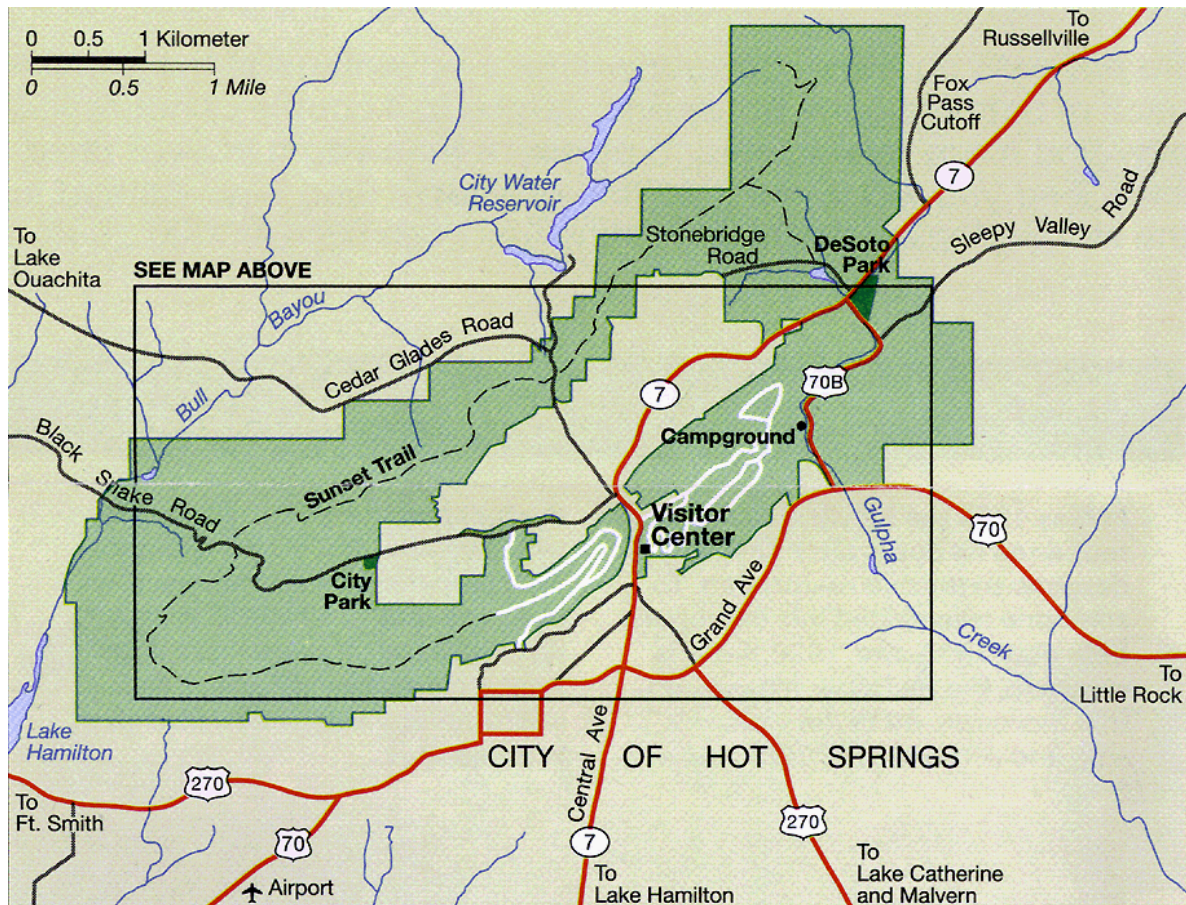 0 0.5 1 Kilometer
0 0.5 1 Mile
To
Russellville
Fox
Pass
Cutoff
7
City Water
Reservoir
Sleepy Valley Road
To
Lake
Ouachita
Stonebridge
Road
DeSoto
Park
SEE MAP ABOVE
Bull Bayou
Cedar Glades Road
7
70B
Campground
Black Snake Road
Sunset Trail
Visitor
Center
Gulpha Creek
70
City
Park
Grand Ave
To
Little Rock
Lake
Hamilton
CITY OF HOT SPRINGS
Central Ave
270
To
Ft. Smith
70
Airport
7
To
Lake Hamilton
270
To
Lake Catherine
and Malvern